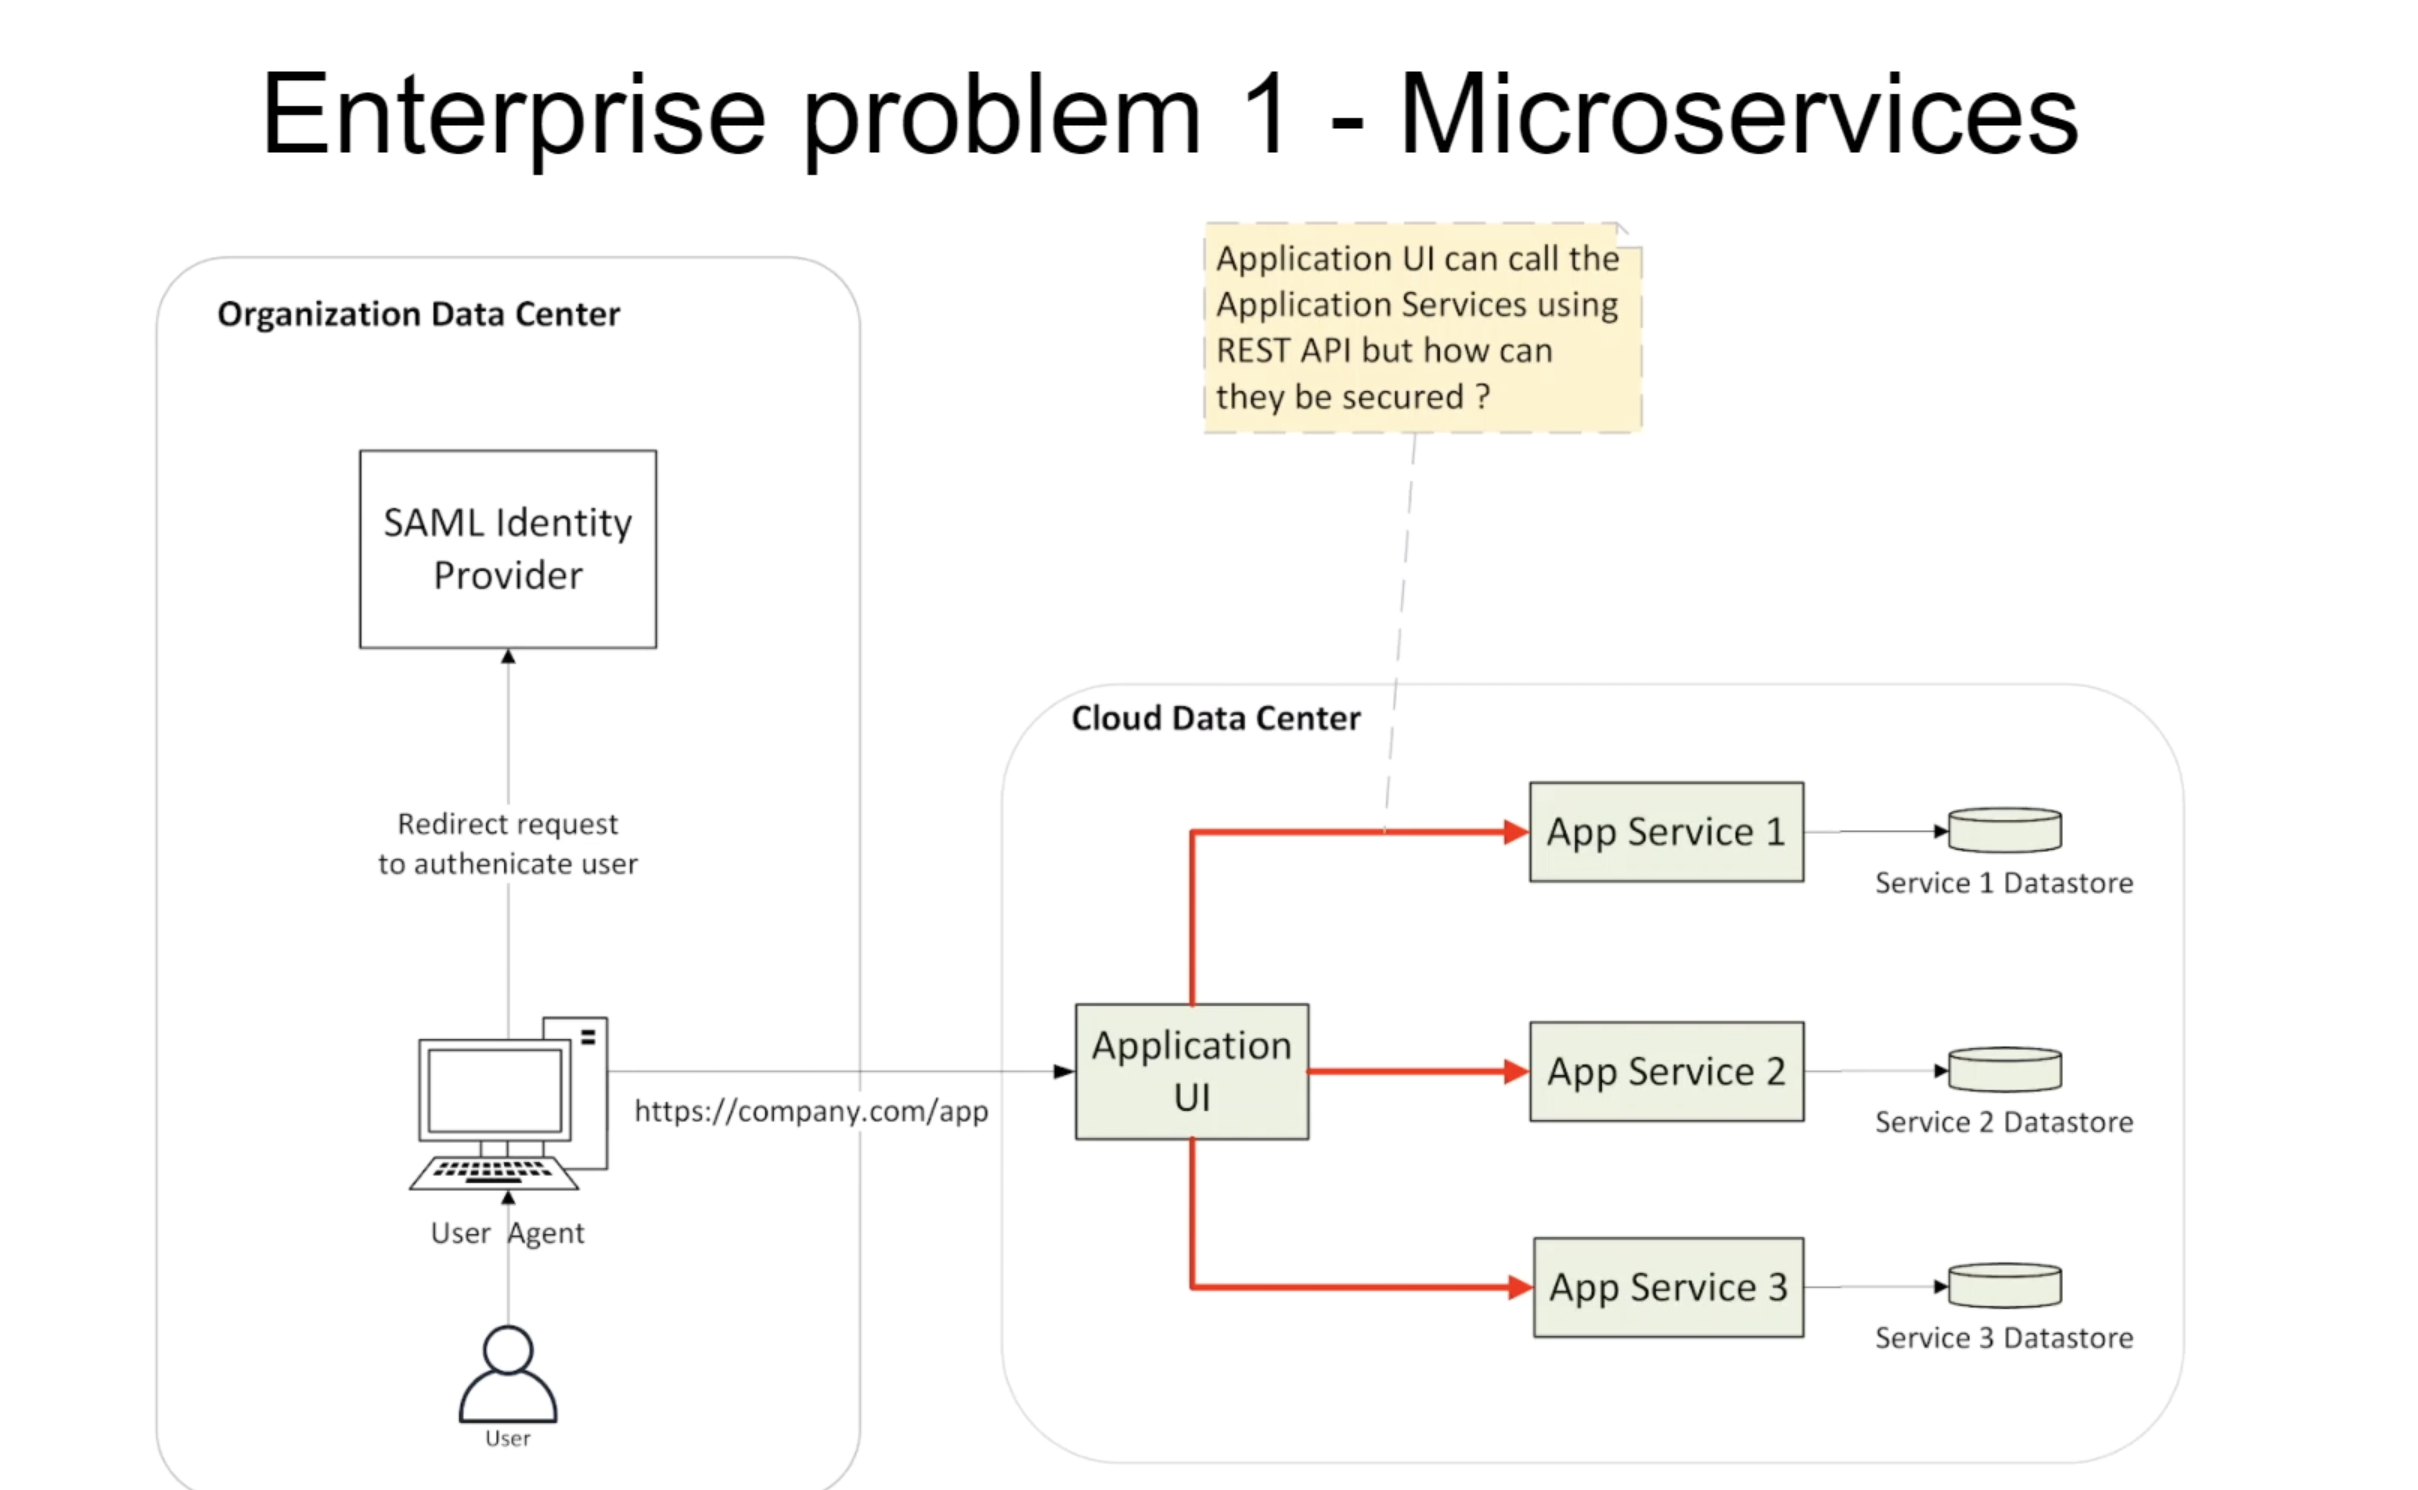 Enterprise problem 1 - Microservices
Application UI can call the
Application Services using
REST API but how can
they be secured ?
Organization Data Center
SAML Identity
Provider
Redirect request
to authenicate user
https://company.com/app
User Agent
User
Cloud Data Center
Application
UI
App Service 1
Service 1 Datastore
App Service 2
Service 2 Datastore
App Service 3
Service 3 Datastore